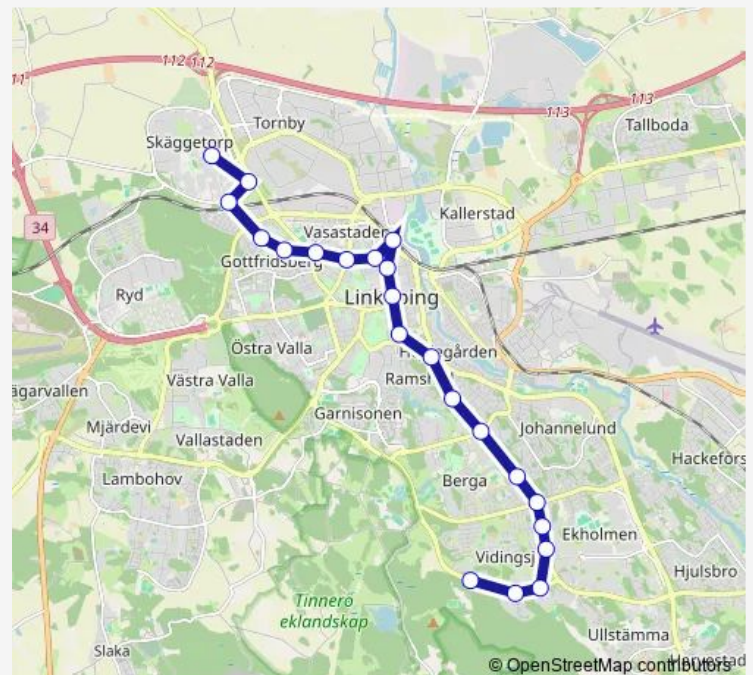 112 112
11
113
113
Tornby
Tallboda
Skäggetorp
34
Kallerstad
Vasastaden
Gottfridsberg
Ryd
Linköping
Östra Valla
Västra Valla
ägarvallen
Garnisonen
Mjärdevi
Vallastaden
Johannelund
Lambohov
Berga
Hackefors
Ekholmen
Vidingsj
Hjulsbro
Tinnerö
eklandskap
Ullstämma
Slaka
© OpenStreetMap contributors